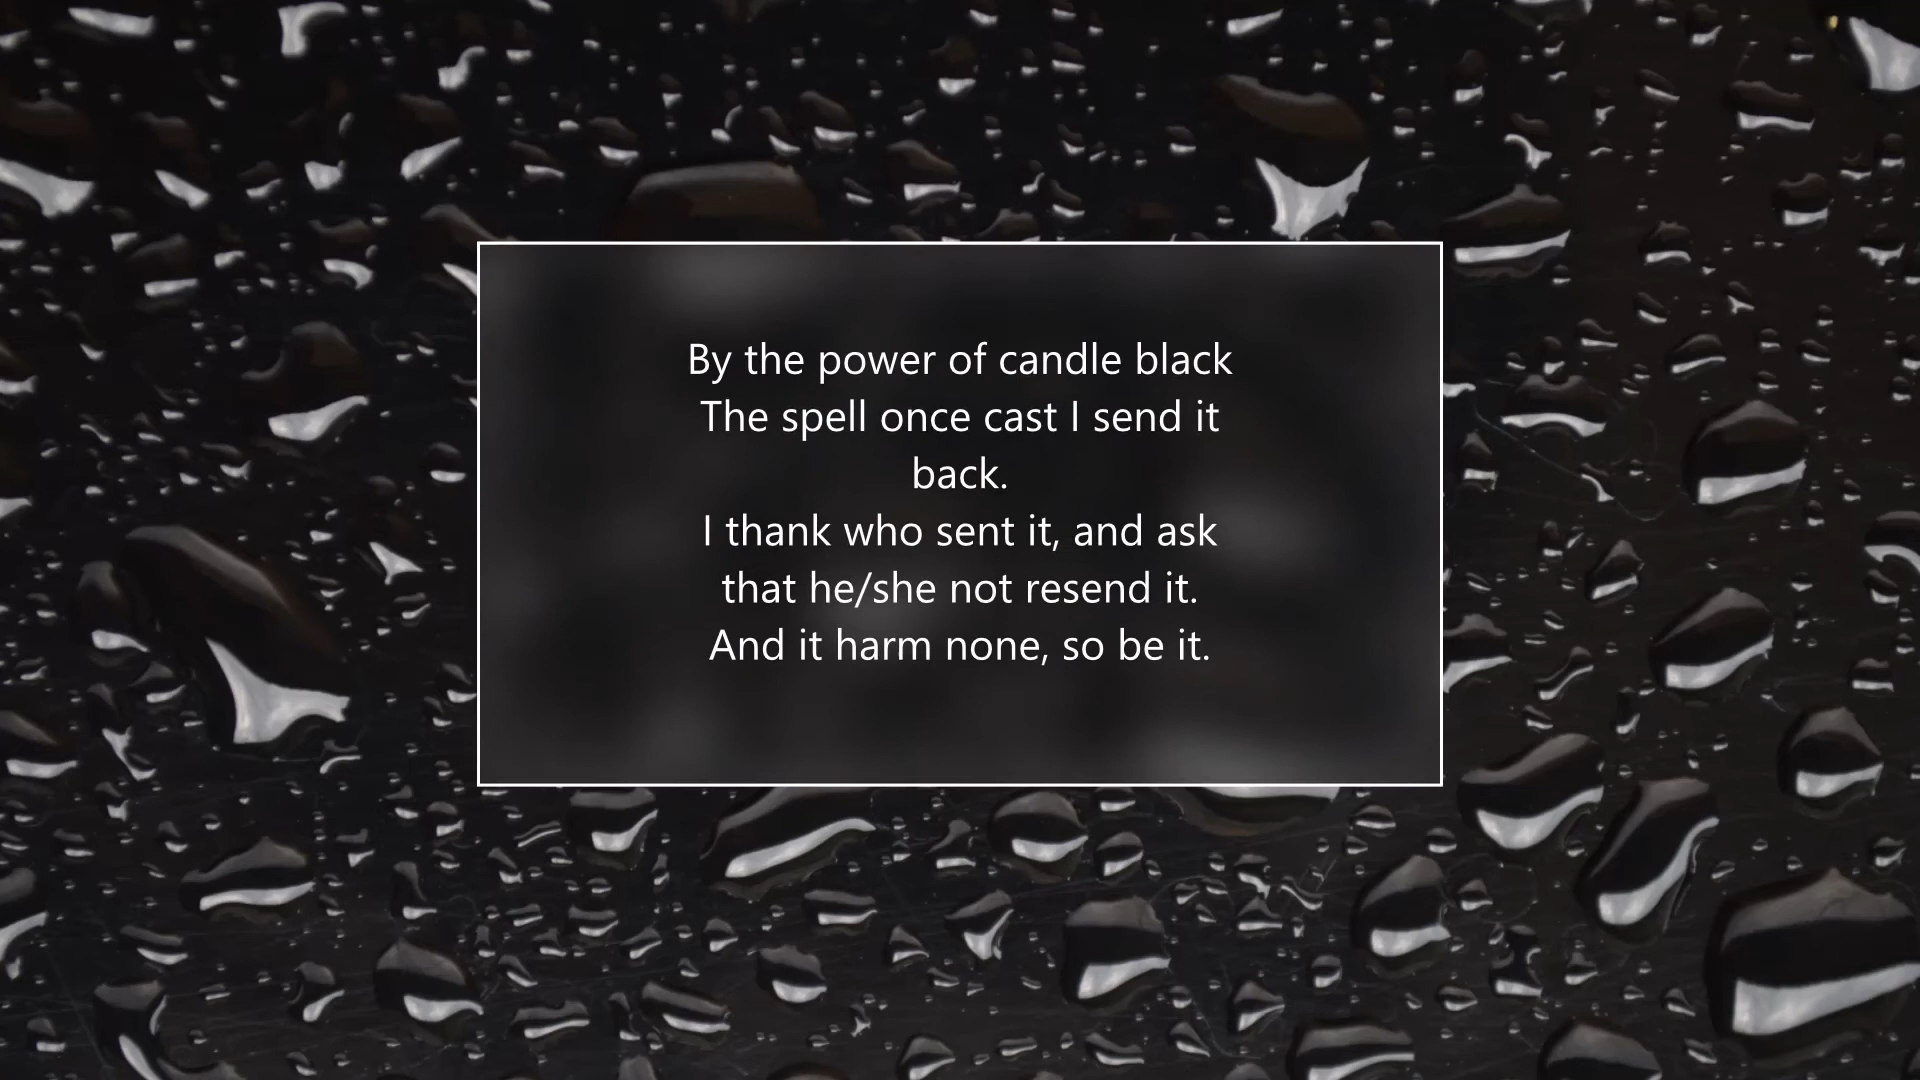 By the power of candle black
The spell once cast I send it
back.
I thank who sent it, and ask
that he/she not resend it.
And it harm none, so be it.